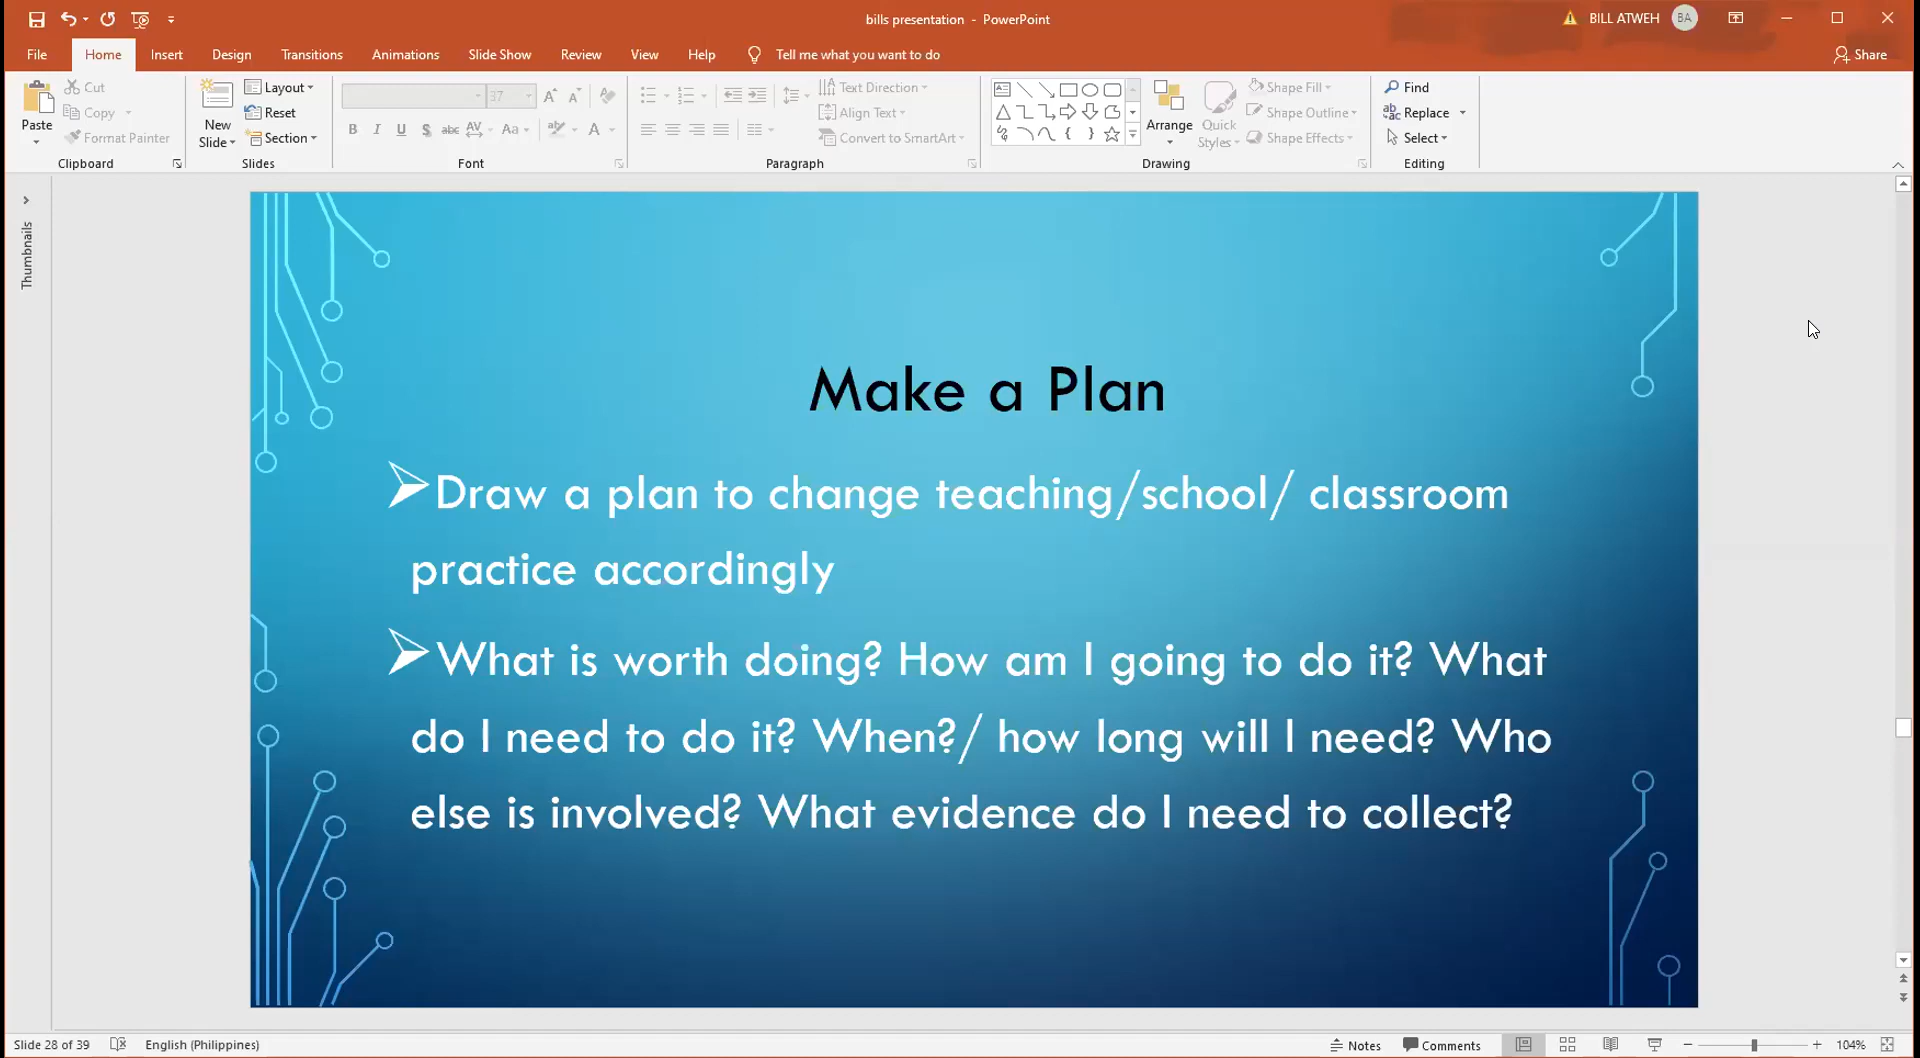 bills presentation - PowerPoint
BILL ATWEH BA
File Home Insert Design Transitions Animations Slide Show Review View Help Tell me what you want to do Share
Paste
Cut
Copy
Format Painter
Clipboard
New Slide
Layout
Reset
Section
Slides
37
B I U S abc AV Aa A
Font
Text Direction
Align Text
Convert to SmartArt
Paragraph
Arrange
Quick Styles
Shape Fill
Shape Outline
Shape Effects
Drawing
Find
Replace
Select
Editing
Thumbnails
Make a Plan
Draw a plan to change teaching/school/ classroom
practice accordingly
What is worth doing? How am I going to do it? What
do I need to do it? When?/ how long will I need? Who
else is involved? What evidence do I need to collect?
Slide 28 of 39 English (Philippines) Notes Comments 104%